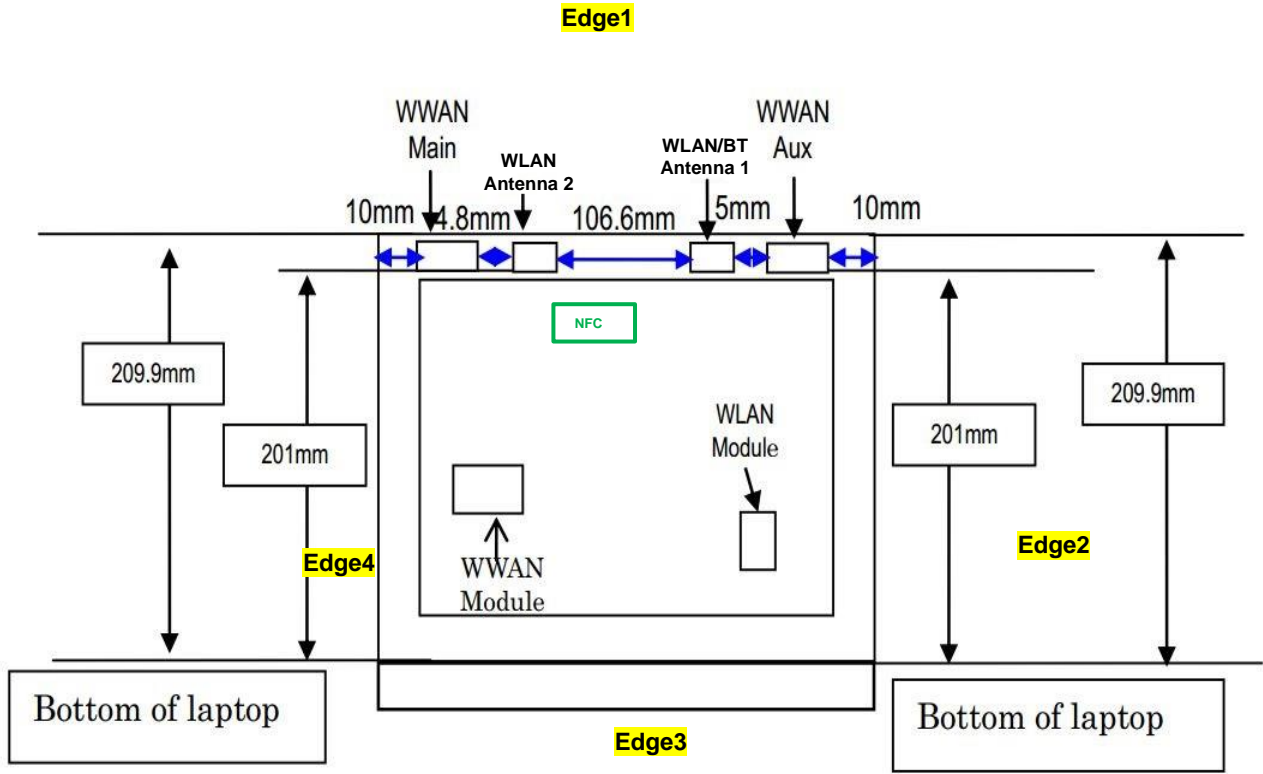 Edge1
WWAN
Main
WLAN
Antenna 2
WLAN/BT
Antenna 1
WWAN
Aux
10mm
4.8mm
106.6mm
5mm
10mm
NFC
209.9mm
201mm
WLAN
Module
201mm
209.9mm
Edge4
WWAN
Module
Edge2
Bottom of laptop
Bottom of laptop
Edge3